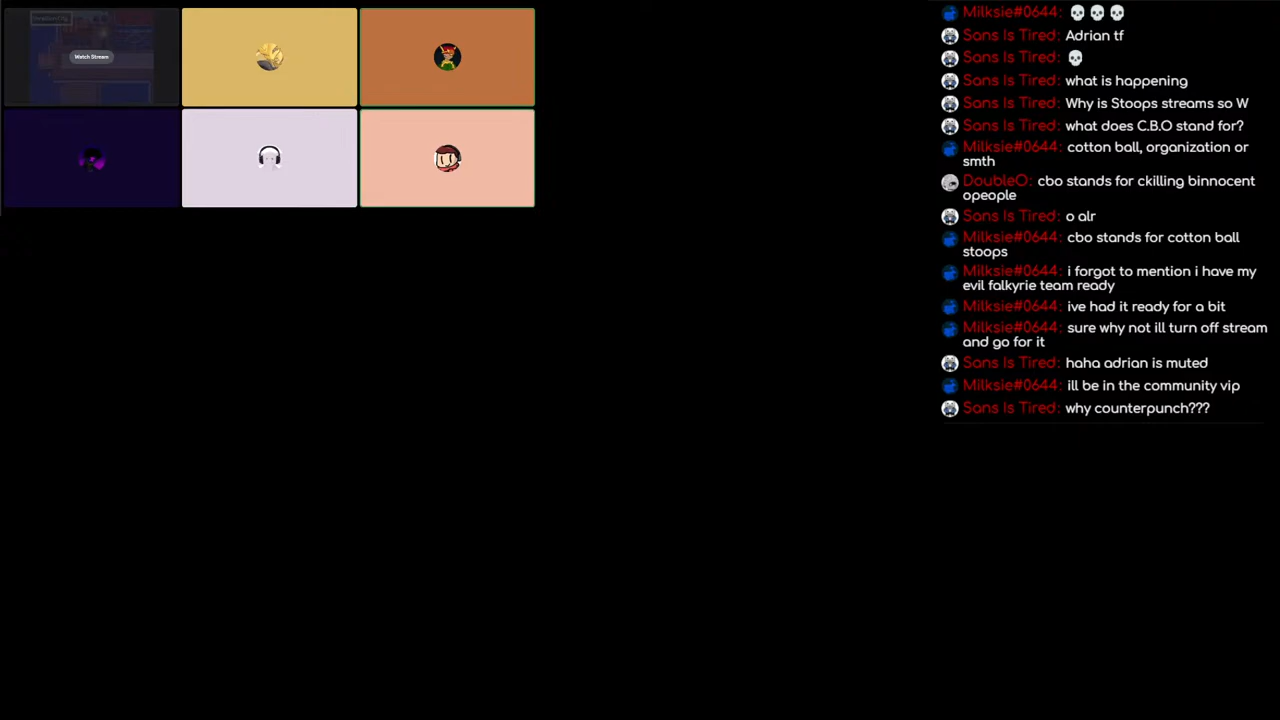 Watch Stream
Milksie#0644: 💀 💀 💀
Sans Is Tired: Adrian tf
Sans Is Tired: 💀
Sans Is Tired: what is happening
Sans Is Tired: Why is Stoops streams so W
Sans Is Tired: what does C.B.O stand for?
Milksie#0644: cotton ball, organization or
smth
DoubleO: cbo stands for ckilling binnocent
opeople
Sans Is Tired: o alr
Milksie#0644: cbo stands for cotton ball
stoops
Milksie#0644: i forgot to mention i have my
evil falkyrie team ready
Milksie#0644: ive had it ready for a bit
Milksie#0644: sure why not ill turn off stream
and go for it
Sans Is Tired: haha adrian is muted
Milksie#0644: ill be in the community vip
Sans Is Tired: why counterpunch???